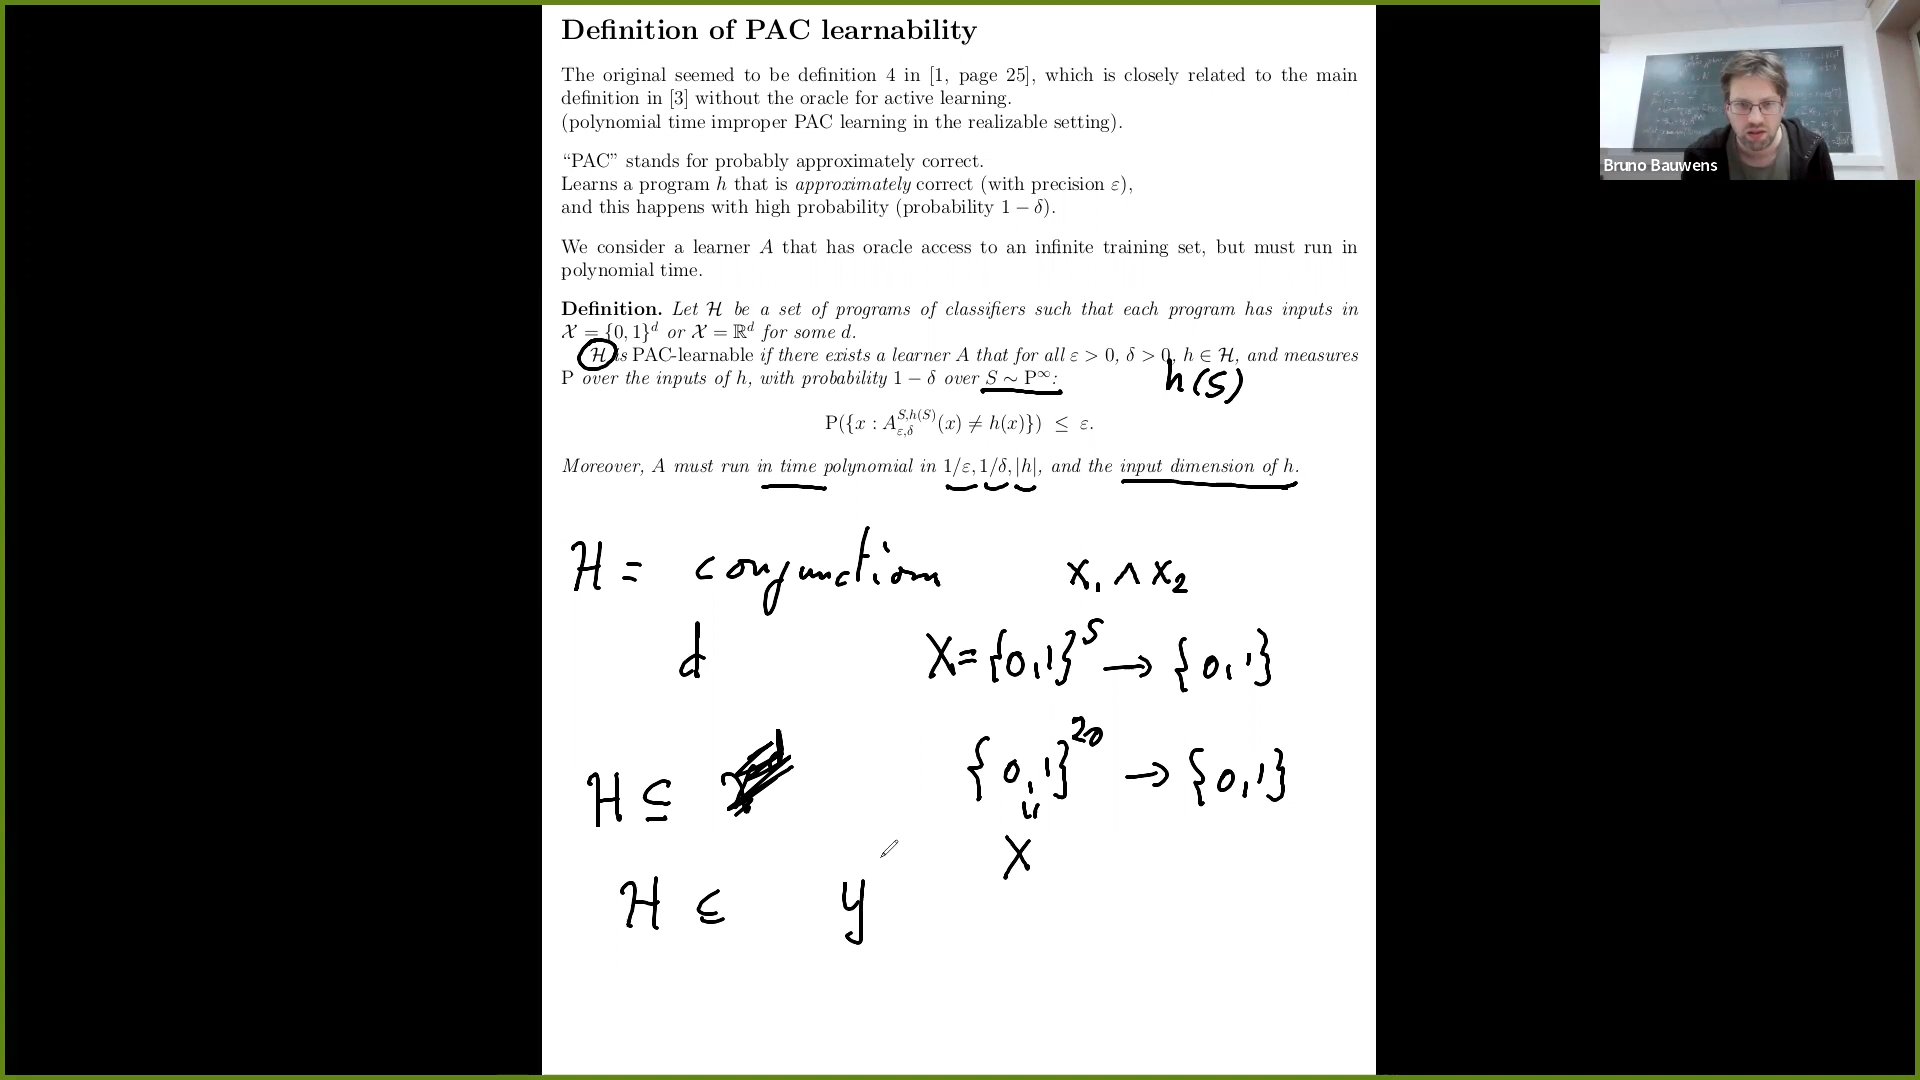 Definition of PAC learnability
The original seemed to be definition 4 in [1, page 25], which is closely related to the main
definition in [3] without the oracle for active learning.
(polynomial time improper PAC learning in the realizable setting).
“PAC” stands for probably approximately correct.
Learns a program h that is approximately correct (with precision ε),
and this happens with high probability (probability 1 − δ).
We consider a learner A that has oracle access to an infinite training set, but must run in
polynomial time.
Definition. Let ℋ be a set of programs of classifiers such that each program has inputs in
𝒳 = {0, 1}^d or 𝒳 = ℝ^d for some d.
ℋ is PAC-learnable if there exists a learner A that for all ε > 0, δ > 0, h ∈ ℋ, and measures
P over the inputs of h, with probability 1 − δ over S ∼ P^∞:
h(S)
P({x : A_{ε,δ}^{S,h(S)}(x) ≠ h(x)}) ≤ ε.
Moreover, A must run in time polynomial in 1/ε, 1/δ, |h|, and the input dimension of h.
H = conjunction x₁ ∧ x₂
d X = {0,1}^5 → {0,1}
H ⊆ {0,1}^20 → {0,1}
X
H ⊆ y
Bruno Bauwens